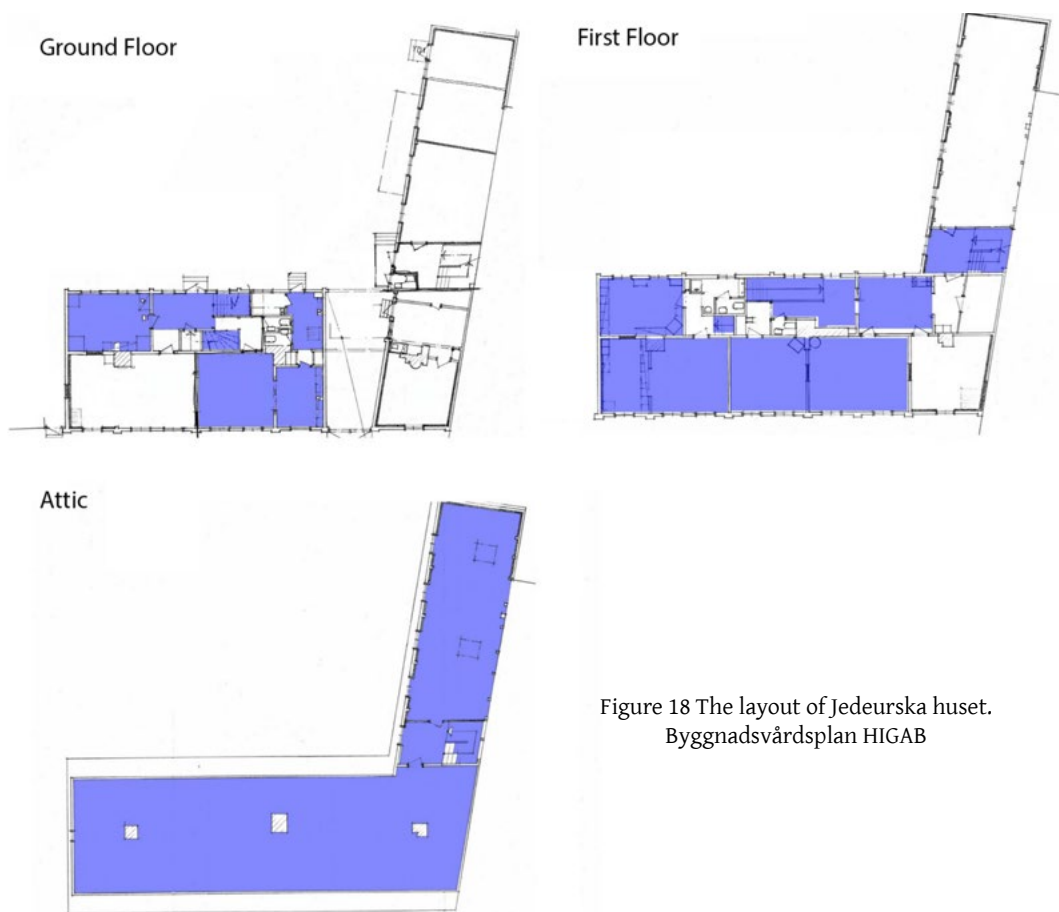 Ground Floor
First Floor
Attic
Figure 18 The layout of Jedeurska huset.
Byggnadsvårdsplan HIGAB